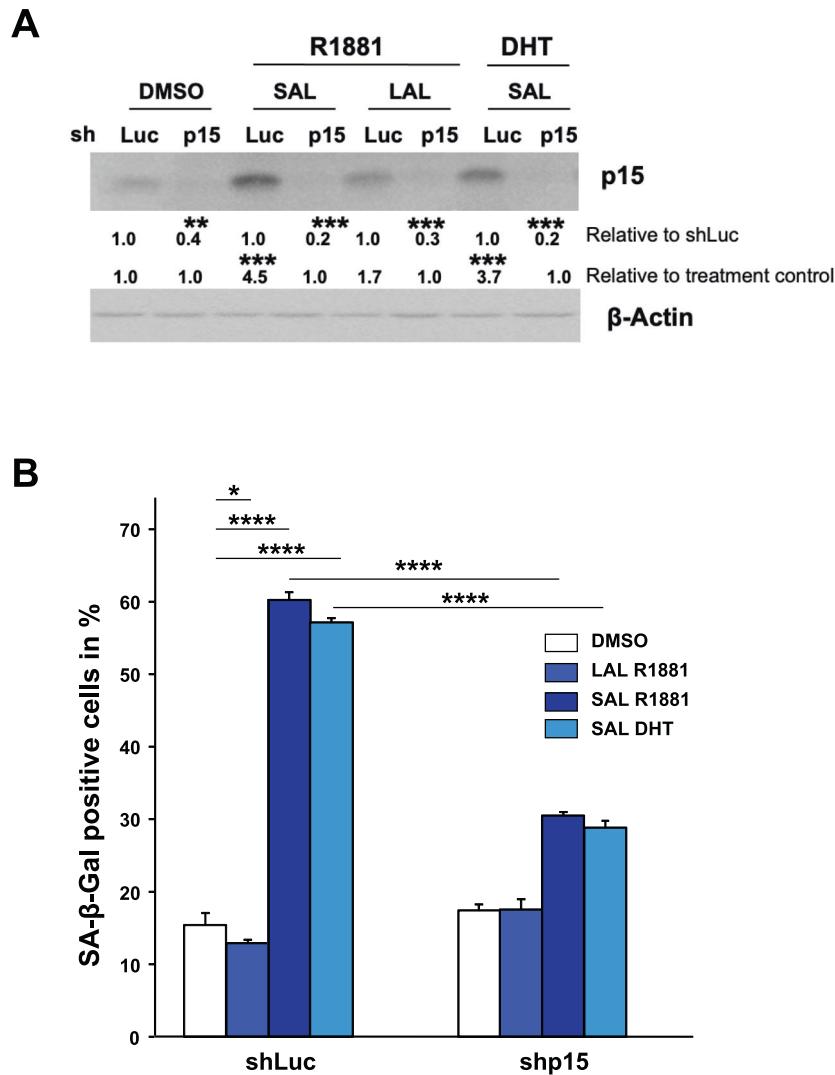 A
R1881 DHT
DMSO SAL LAL SAL
sh Luc p15 Luc p15 Luc p15 Luc p15
p15
** *** *** ***
1.0 0.4 1.0 0.2 1.0 0.3 1.0 0.2 Relative to shLuc
*** ***
1.0 1.0 4.5 1.0 1.7 1.0 3.7 1.0 Relative to treatment control
β-Actin
B
*
****
****
****
****
SA-β-Gal positive cells in %
70
60
50
40
30
20
10
0
DMSO
LAL R1881
SAL R1881
SAL DHT
shLuc shp15